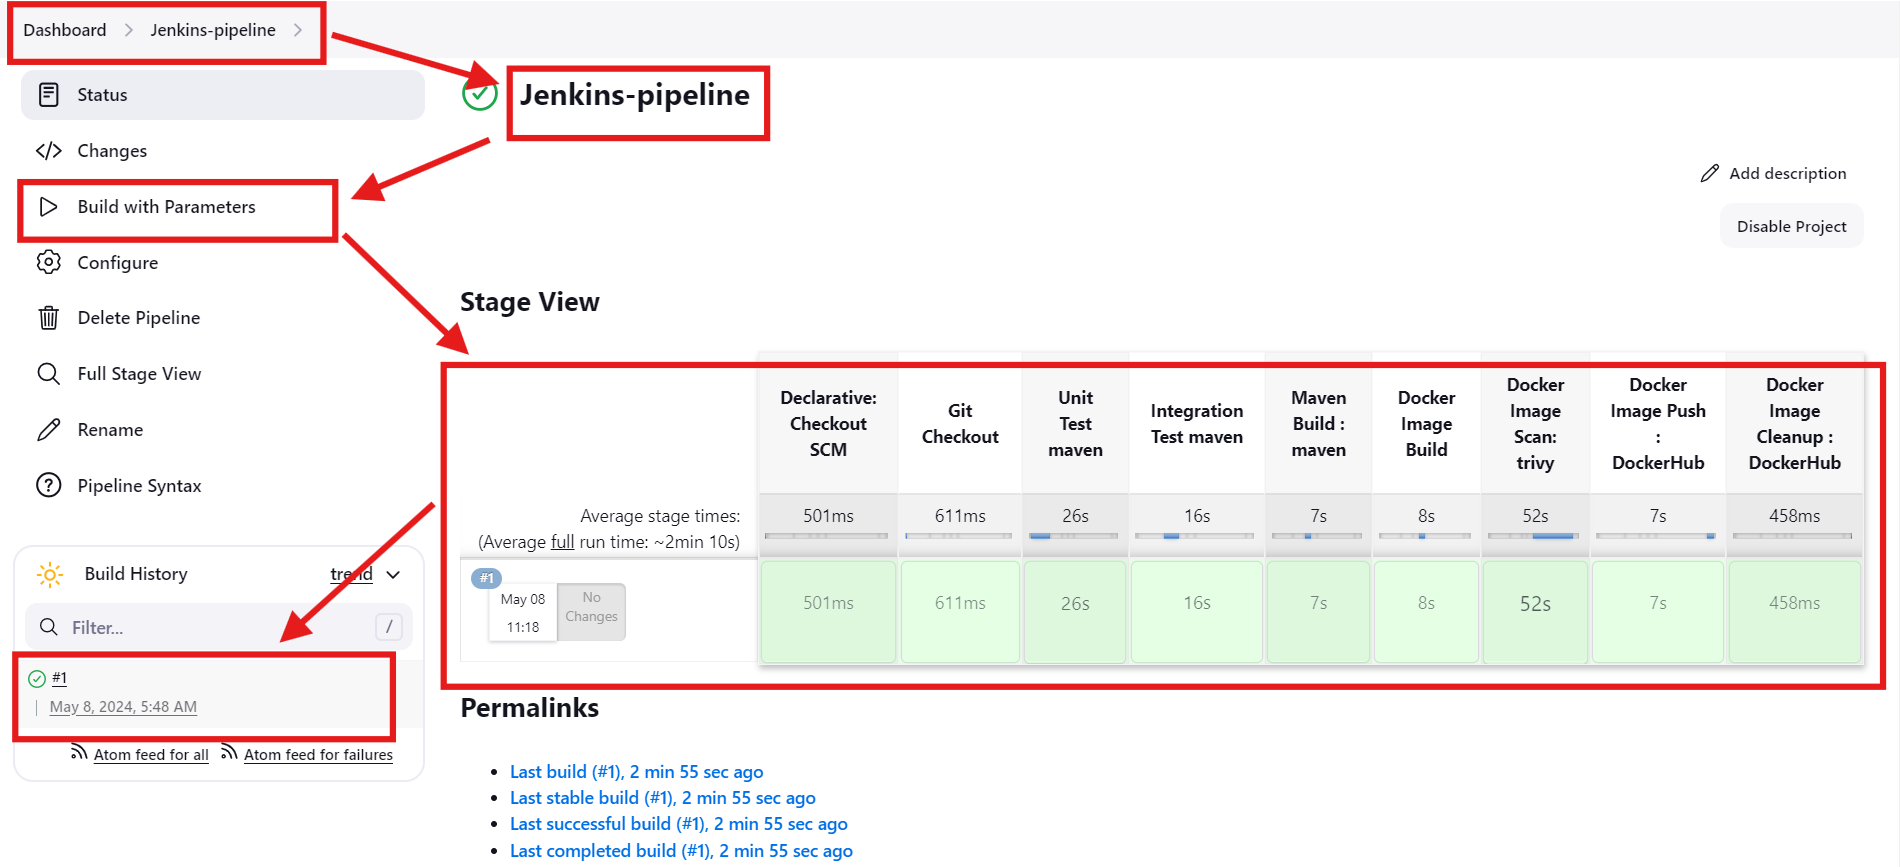 Dashboard > Jenkins-pipeline >
Status
Changes
Build with Parameters
Configure
Delete Pipeline
Full Stage View
Rename
Pipeline Syntax
Build History
trend
Filter...
/
#1
May 8, 2024, 5:48 AM
Atom feed for all
Atom feed for failures
Jenkins-pipeline
Add description
Disable Project
Stage View
Declarative:
Checkout
SCM
Git
Checkout
Unit
Test
maven
Integration
Test maven
Maven
Build :
maven
Docker
Image
Build
Docker
Image
Scan:
trivy
Docker
Image Push
:
DockerHub
Docker
Image
Cleanup :
DockerHub
Average stage times:
(Average full run time: ~2min 10s)
501ms
611ms
26s
16s
7s
8s
52s
7s
458ms
#1
May 08
11:18
No
Changes
501ms
611ms
26s
16s
7s
8s
52s
7s
458ms
Permalinks
• Last build (#1), 2 min 55 sec ago
• Last stable build (#1), 2 min 55 sec ago
• Last successful build (#1), 2 min 55 sec ago
• Last completed build (#1), 2 min 55 sec ago